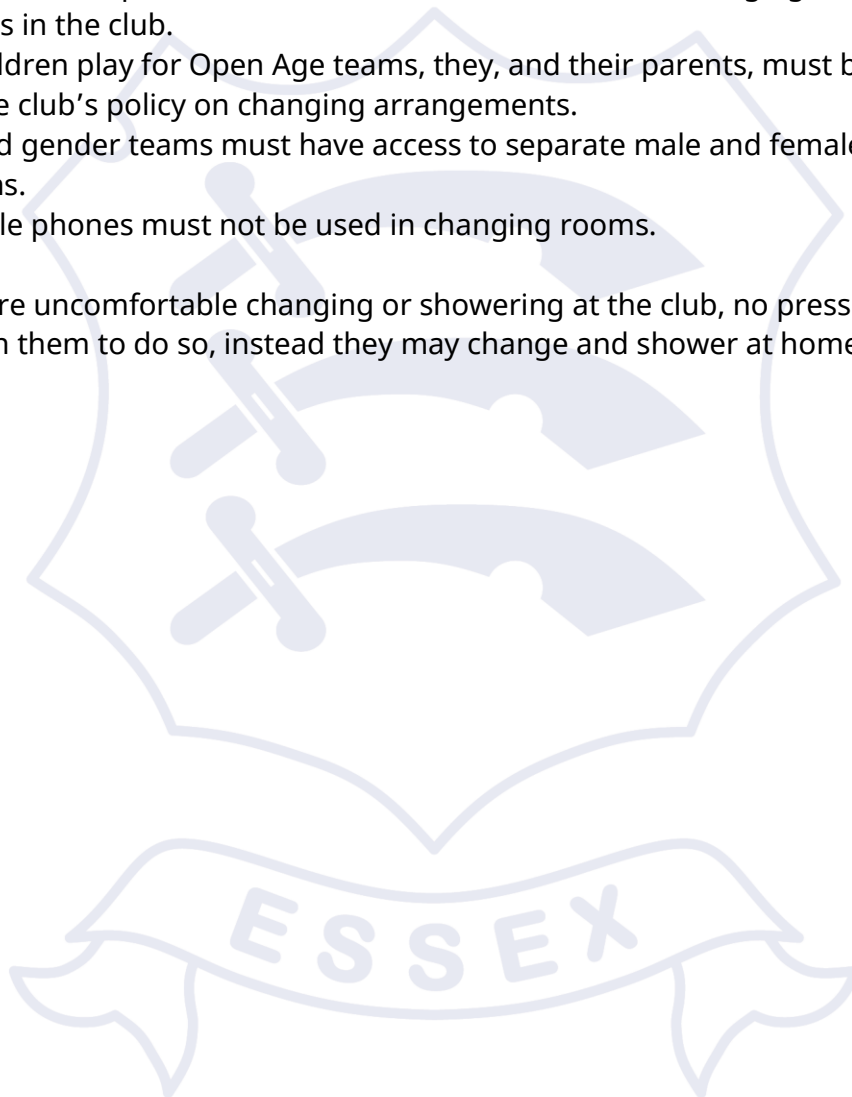 s in the club.
ldren play for Open Age teams, they, and their parents, must b
e club’s policy on changing arrangements.
d gender teams must have access to separate male and female
s.
le phones must not be used in changing rooms.
re uncomfortable changing or showering at the club, no press
n them to do so, instead they may change and shower at home
ESSEX